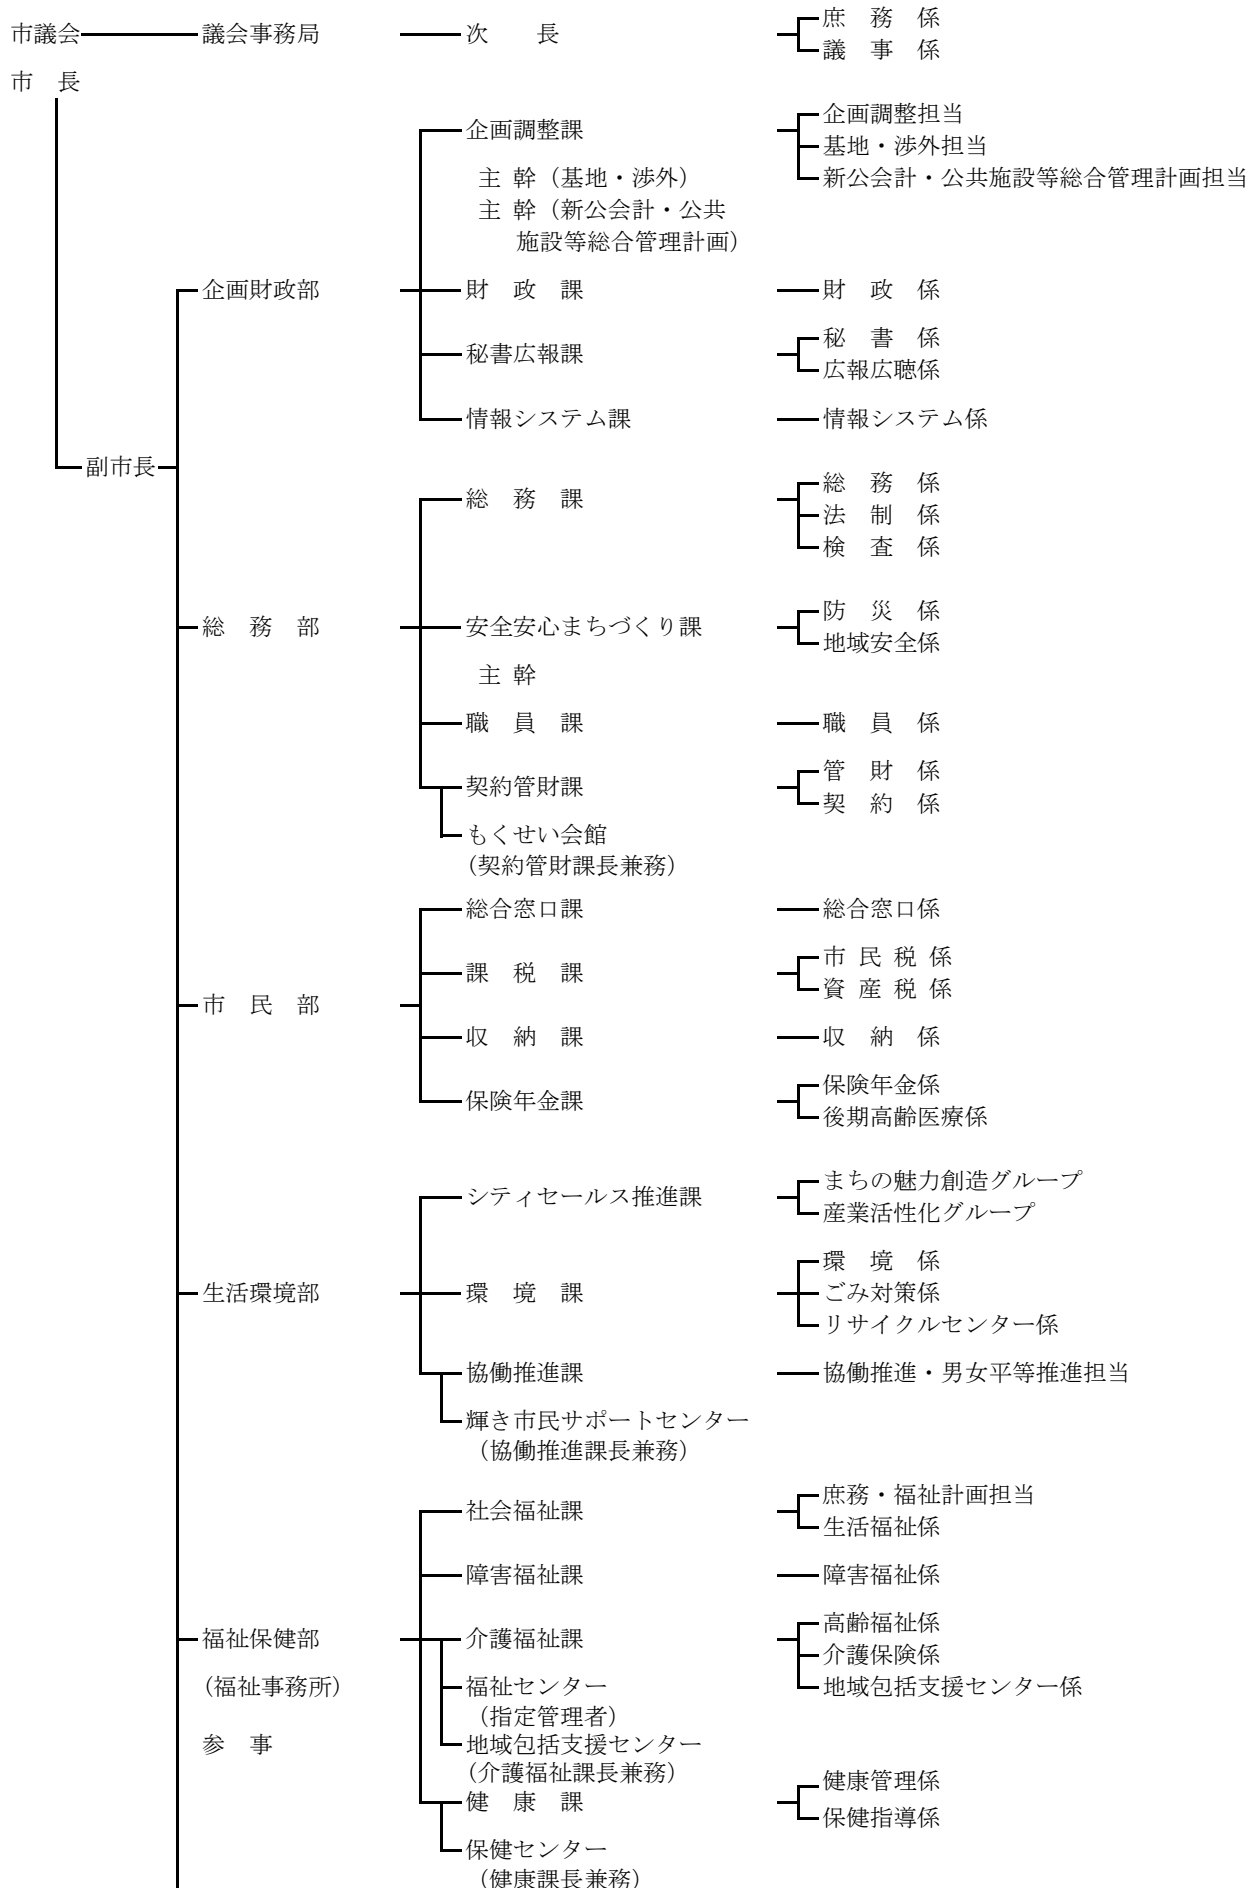 市議会 議会事務局 次　長 庶　務　係
議　事　係
市　長
企画調整課 企画調整担当
基地・渉外担当
主 幹（基地・渉外） 新公会計・公共施設等総合管理計画担当
主 幹（新公会計・公共
施設等総合管理計画）
企画財政部 財　政　課 財　政　係
秘　書　係
秘書広報課
広報広聴係
情報システム課 情報システム係
副市長
総　務　係
総　務　課
法　制　係
検　査　係
防　災　係
総　務　部 安全安心まちづくり課
地域安全係
主 幹
職　員　課 職　員　係
管　財　係
契約管財課
契　約　係
もくせい会館
（契約管財課長兼務）
総合窓口課 総合窓口係
市 民 税 係
課　税　課
資 産 税 係
市　民　部
収　納　課 収　納　係
保険年金係
保険年金課
後期高齢医療係
まちの魅力創造グループ
シティセールス推進課
産業活性化グループ
環　境　係
生活環境部 環　境　課 ごみ対策係
リサイクルセンター係
協働推進課 協働推進・男女平等推進担当
輝き市民サポートセンター
（協働推進課長兼務）
庶務・福祉計画担当
社会福祉課
生活福祉係
障害福祉課 障害福祉係
高齢福祉係
福祉保健部 介護福祉課
介護保険係
（福祉事務所） 福祉センター 地域包括支援センター係
（指定管理者）
参　事 地域包括支援センター
（介護福祉課長兼務）
健康管理係
健　康　課
保健指導係
保健センター
（健康課長兼務）